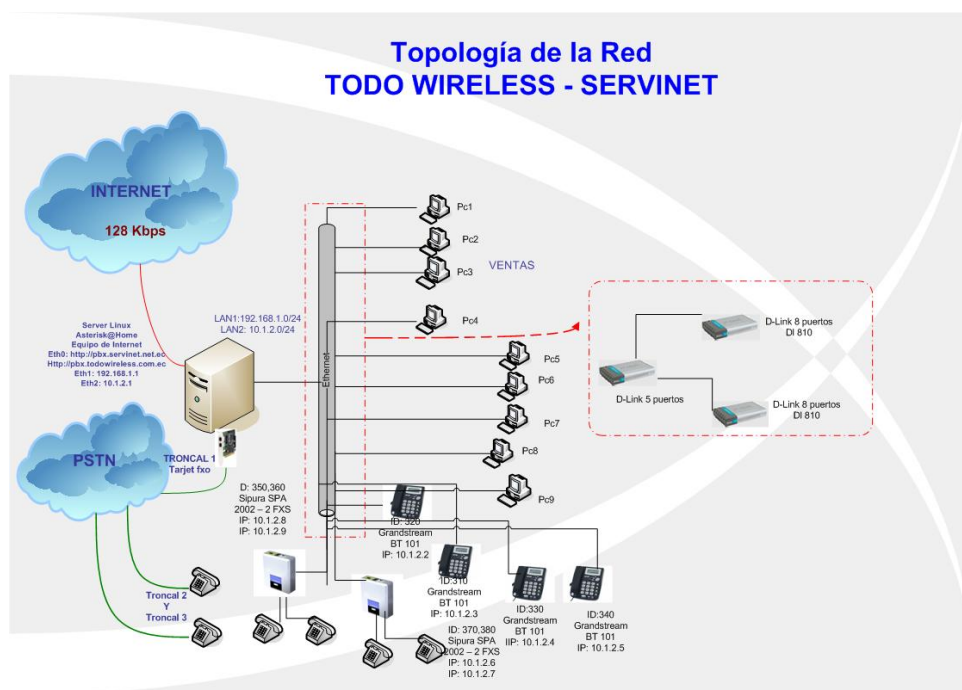 Topología de la Red
TODO WIRELESS - SERVINET
INTERNET
128 Kbps
Server Linux
Asterisk@Home
Equipo de Internet
Eth0: http://pbx.servinet.net.ec
Http://pbx.todowireless.com.ec
Eth1: 192.168.1.1
Eth2: 10.1.2.1
LAN1:192.168.1.0/24
LAN2: 10.1.2.0/24
Ethernet
Pc1
Pc2
Pc3
VENTAS
Pc4
Pc5
Pc6
Pc7
Pc8
Pc9
D-Link 8 puertos
DI 810
D-Link 5 puertos
D-Link 8 puertos
DI 810
PSTN
TRONCAL 1
Tarjet fxo
D: 350,360
Sipura SPA
2002 – 2 FXS
IP: 10.1.2.8
IP: 10.1.2.9
ID: 320
Grandstream
BT 101
IP: 10.1.2.2
ID:310
Grandstream
BT 101
IP: 10.1.2.3
ID:330
Grandstream
BT 101
IIP: 10.1.2.4
ID:340
Grandstream
BT 101
IP: 10.1.2.5
Troncal 2
Y
Troncal 3
ID: 370,380
Sipura SPA
2002 – 2 FXS
IP: 10.1.2.6
IP: 10.1.2.7